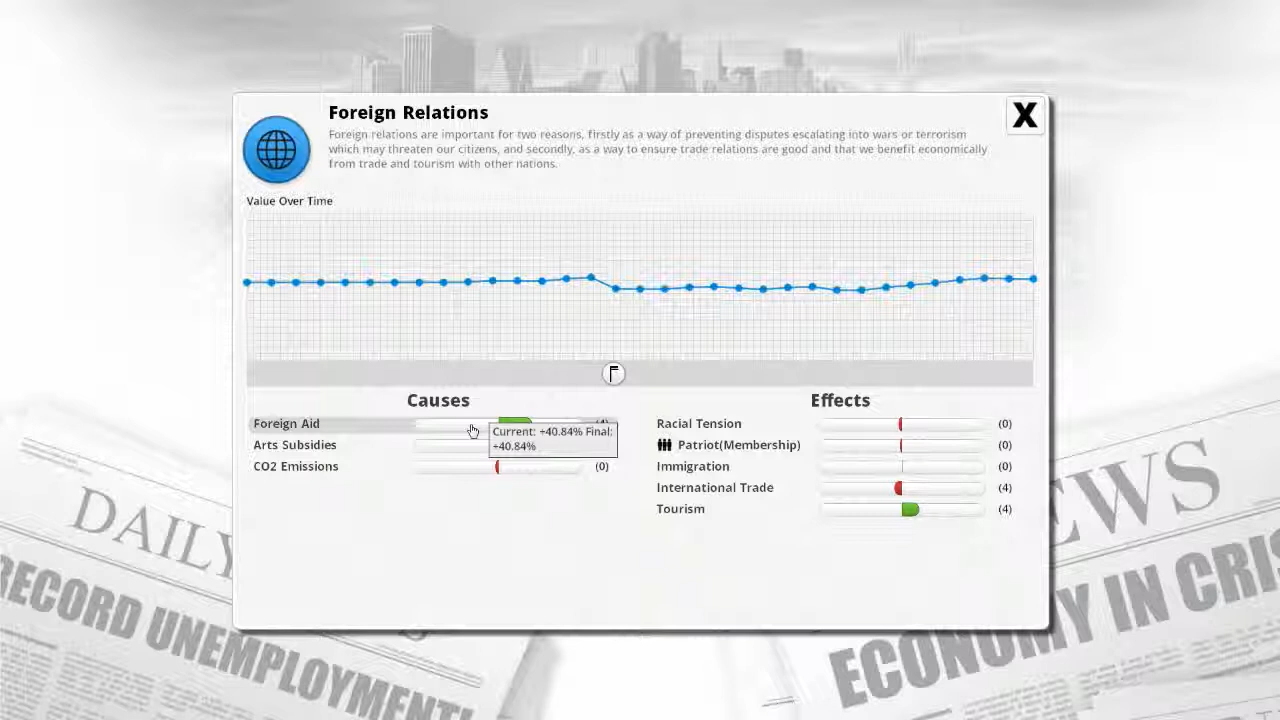 Foreign Relations
X
Foreign relations are important for two reasons, firstly as a way of preventing disputes escalating into wars or terrorism
which may threaten our citizens, and secondly, as a way to ensure trade relations are good and that we benefit economically
from trade and tourism with other nations.
Value Over Time
Causes
Effects
Foreign Aid
Current: +40.84% Final:
+40.84%
Arts Subsidies
CO2 Emissions (0)
Racial Tension (0)
Patriot(Membership) (0)
Immigration (0)
International Trade (4)
Tourism (4)
DAILY
NEWS
RECORD UNEMPLOYMENT
ECONOMY IN CRIS